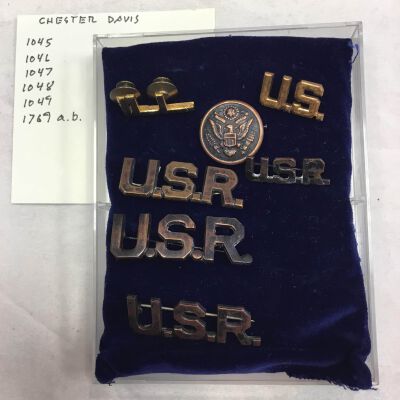 CHESTER DAVIS
1045
1046
1047
1048
1049
1769 a.b.
U.S.
U.S.R.
U.S.R.
U.S.R.
U.S.R.